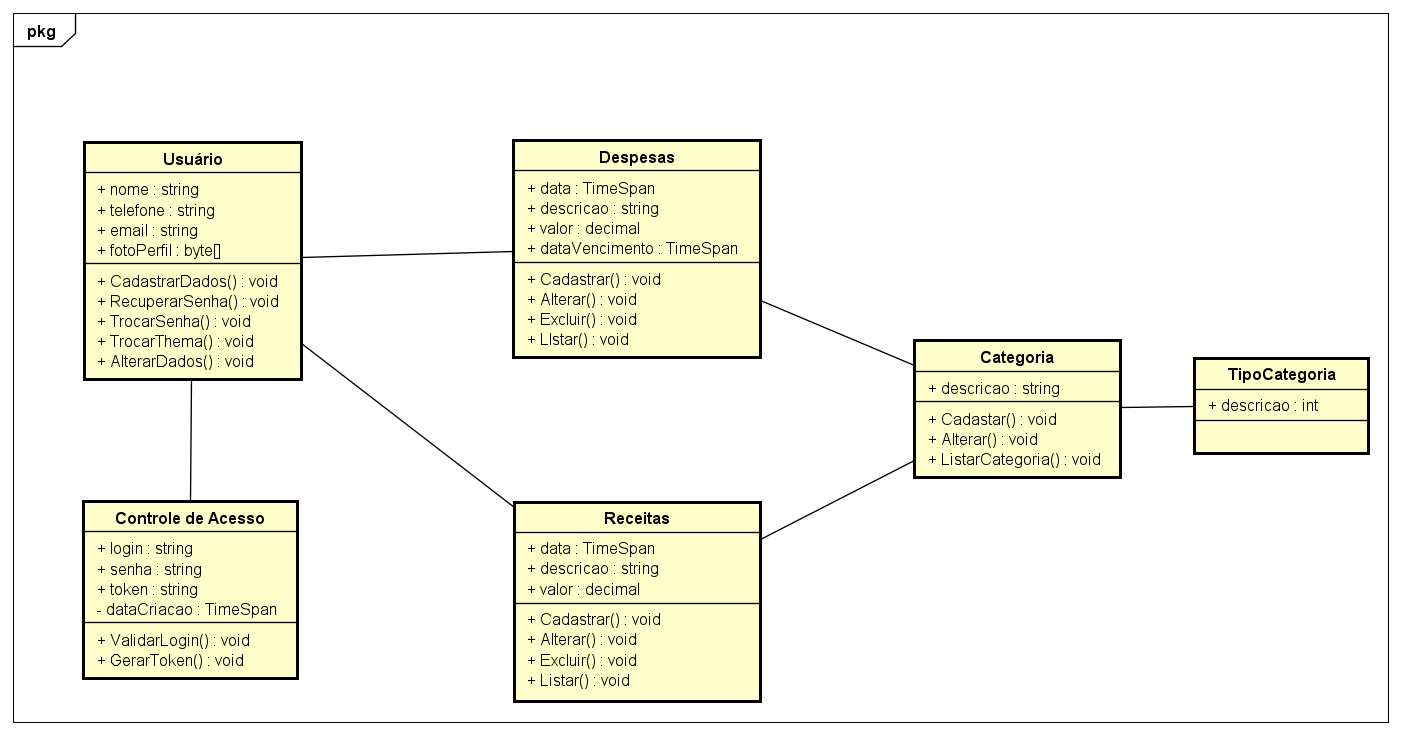 pkg
Usuário
+ nome : string
+ telefone : string
+ email : string
+ fotoPerfil : byte[]
+ CadastrarDados() : void
+ RecuperarSenha() : void
+ TrocarSenha() : void
+ TrocarThema() : void
+ AlterarDados() : void
Despesas
+ data : TimeSpan
+ descricao : string
+ valor : decimal
+ dataVencimento : TimeSpan
+ Cadastrar() : void
+ Alterar() : void
+ Excluir() : void
+ LIstar() : void
Categoria
+ descricao : string
+ Cadastar() : void
+ Alterar() : void
+ ListarCategoria() : void
TipoCategoria
+ descricao : int
Controle de Acesso
+ login : string
+ senha : string
+ token : string
- dataCriacao : TimeSpan
+ ValidarLogin() : void
+ GerarToken() : void
Receitas
+ data : TimeSpan
+ descricao : string
+ valor : decimal
+ Cadastrar() : void
+ Alterar() : void
+ Excluir() : void
+ Listar() : void